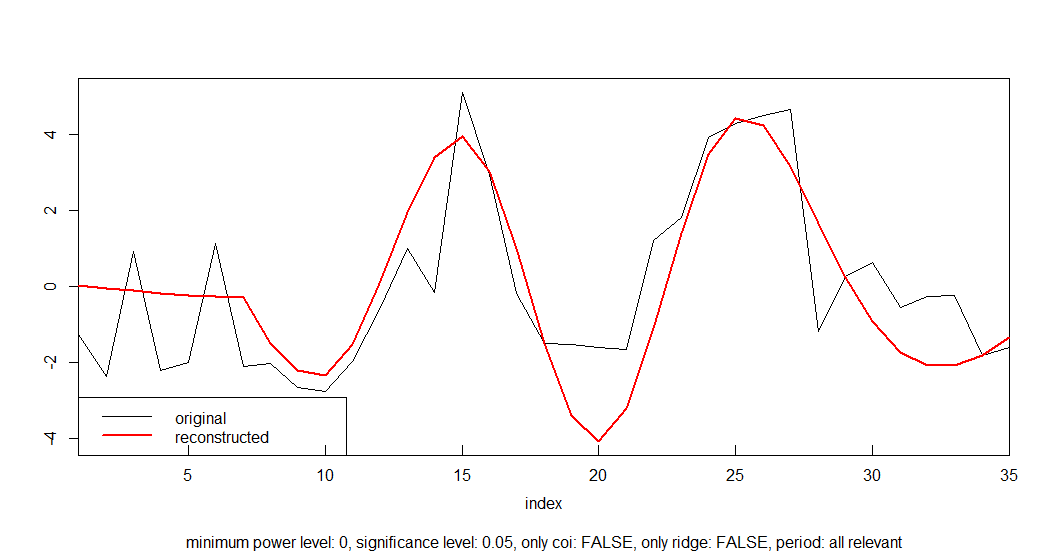 4
2
0
-2
-4
original
reconstructed
5 10 15 20 25 30 35
index
minimum power level: 0, significance level: 0.05, only coi: FALSE, only ridge: FALSE, period: all relevant